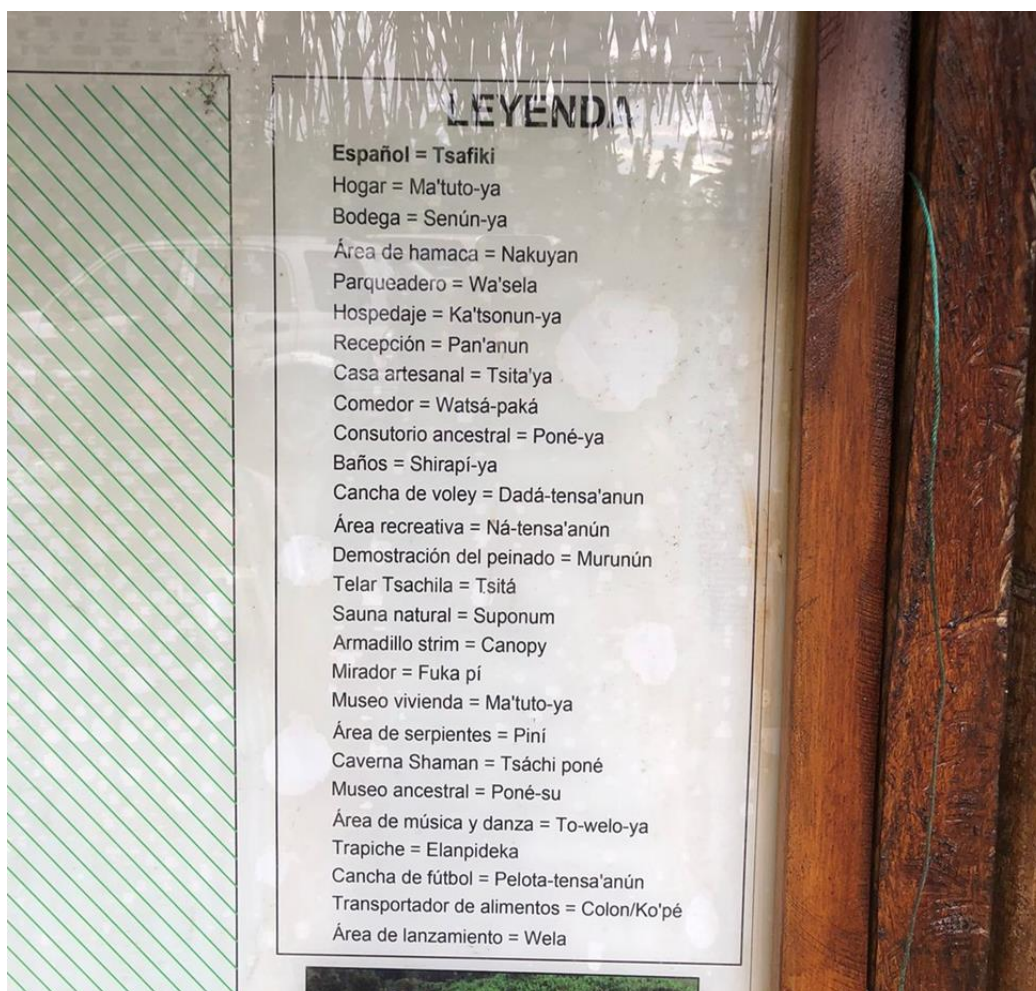 LEYENDA
Español = Tsafiki
Hogar = Ma'tuto-ya
Bodega = Senún-ya
Área de hamaca = Nakuyan
Parqueadero = Wa'sela
Hospedaje = Ka'tsonun-ya
Recepción = Pan'anun
Casa artesanal = Tsita'ya
Comedor = Watsá-paká
Consutorio ancestral = Poné-ya
Baños = Shirapí-ya
Cancha de voley = Dadá-tensa'anun
Área recreativa = Ná-tensa'anún
Demostración del peinado = Murunún
Telar Tsachila = Tsitá
Sauna natural = Suponum
Armadillo strim = Canopy
Mirador = Fuka pí
Museo vivienda = Ma'tuto-ya
Área de serpientes = Piní
Caverna Shaman = Tsáchi poné
Museo ancestral = Poné-su
Área de música y danza = To-welo-ya
Trapiche = Elanpideka
Cancha de fútbol = Pelota-tensa'anún
Transportador de alimentos = Colon/Ko'pé
Área de lanzamiento = Wela